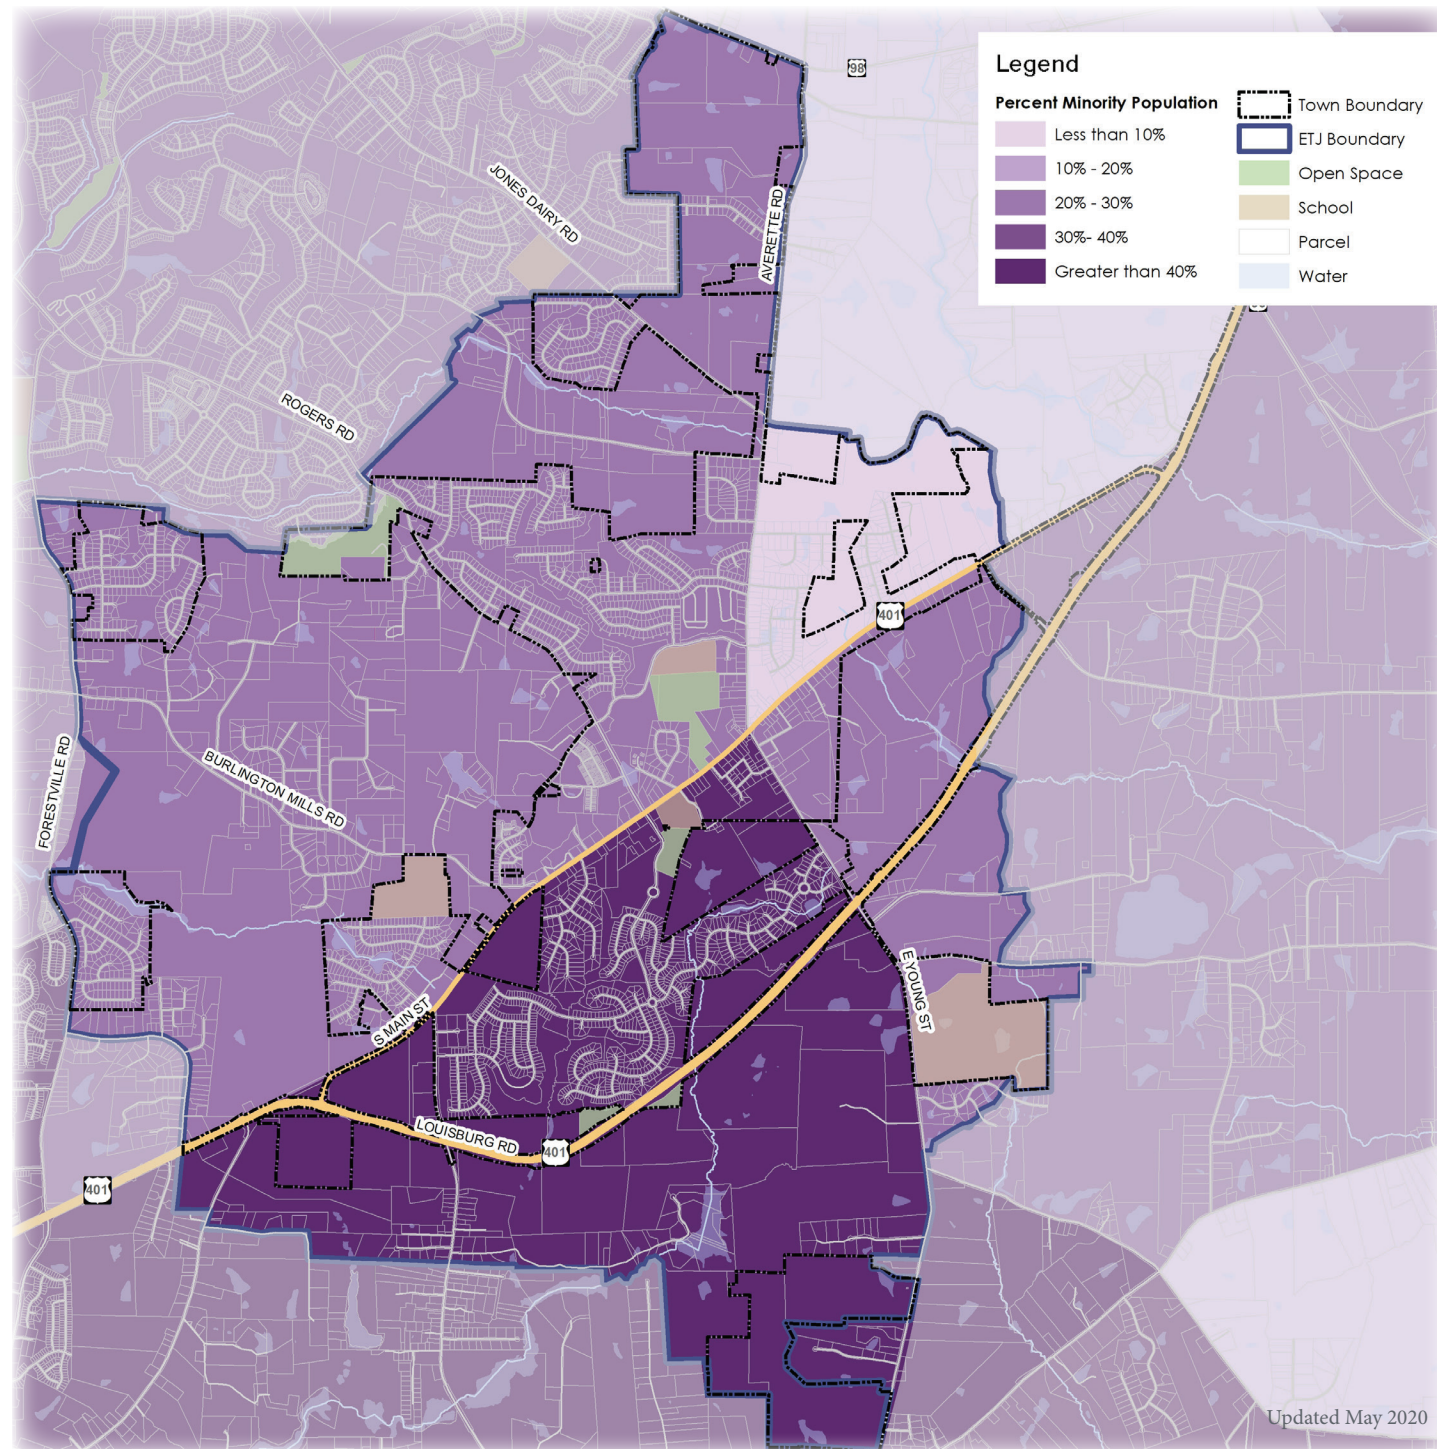 Legend
Percent Minority Population
Less than 10%
10% - 20%
20% - 30%
30%- 40%
Greater than 40%
Town Boundary
ETJ Boundary
Open Space
School
Parcel
Water
98
JONES DAIRY RD
AVERETTE RD
ROGERS RD
401
FORESTVILLE RD
BURLINGTON MILLS RD
E YOUNG ST
S MAIN ST
LOUISBURG RD
401
401
Updated May 2020